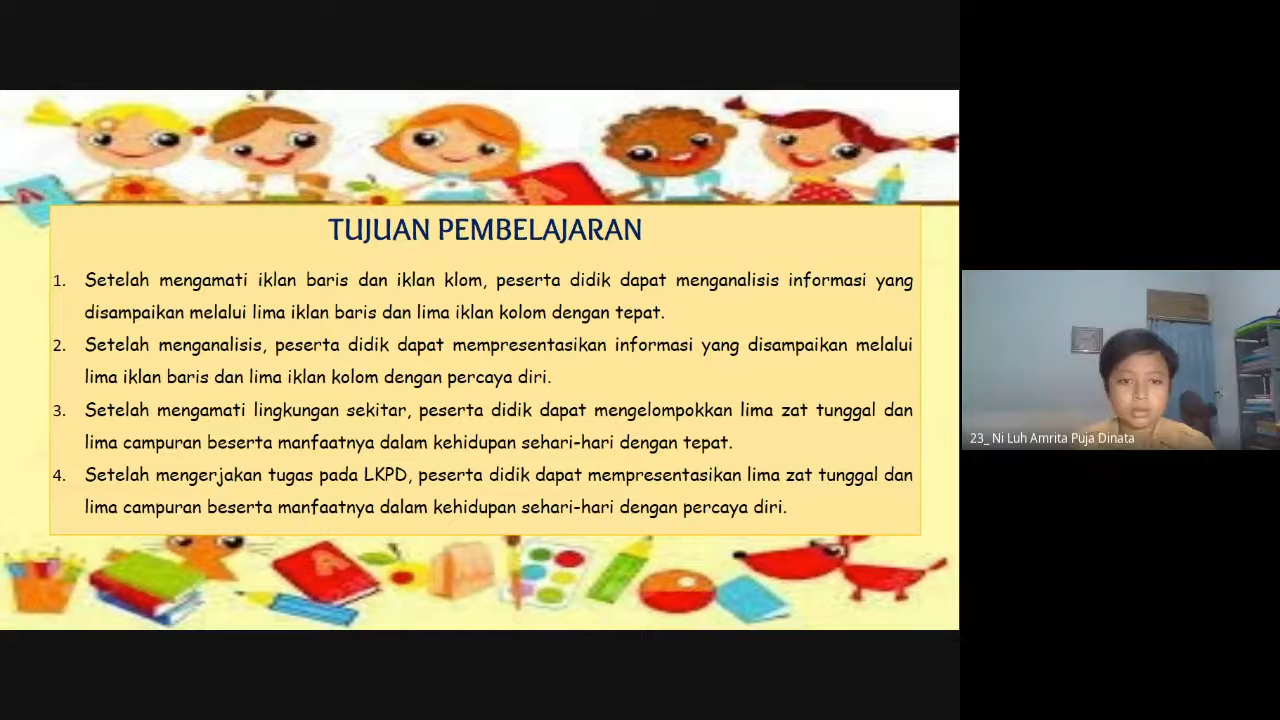 TUJUAN PEMBELAJARAN
1. Setelah mengamati iklan baris dan iklan klom, peserta didik dapat menganalisis informasi yang
disampaikan melalui lima iklan baris dan lima iklan kolom dengan tepat.
2. Setelah menganalisis, peserta didik dapat mempresentasikan informasi yang disampaikan melalui
lima iklan baris dan lima iklan kolom dengan percaya diri.
3. Setelah mengamati lingkungan sekitar, peserta didik dapat mengelompokkan lima zat tunggal dan
lima campuran beserta manfaatnya dalam kehidupan sehari-hari dengan tepat.
4. Setelah mengerjakan tugas pada LKPD, peserta didik dapat mempresentasikan lima zat tunggal dan
lima campuran beserta manfaatnya dalam kehidupan sehari-hari dengan percaya diri.
A
A
A
23_ Ni Luh Amrita Puja Dinata